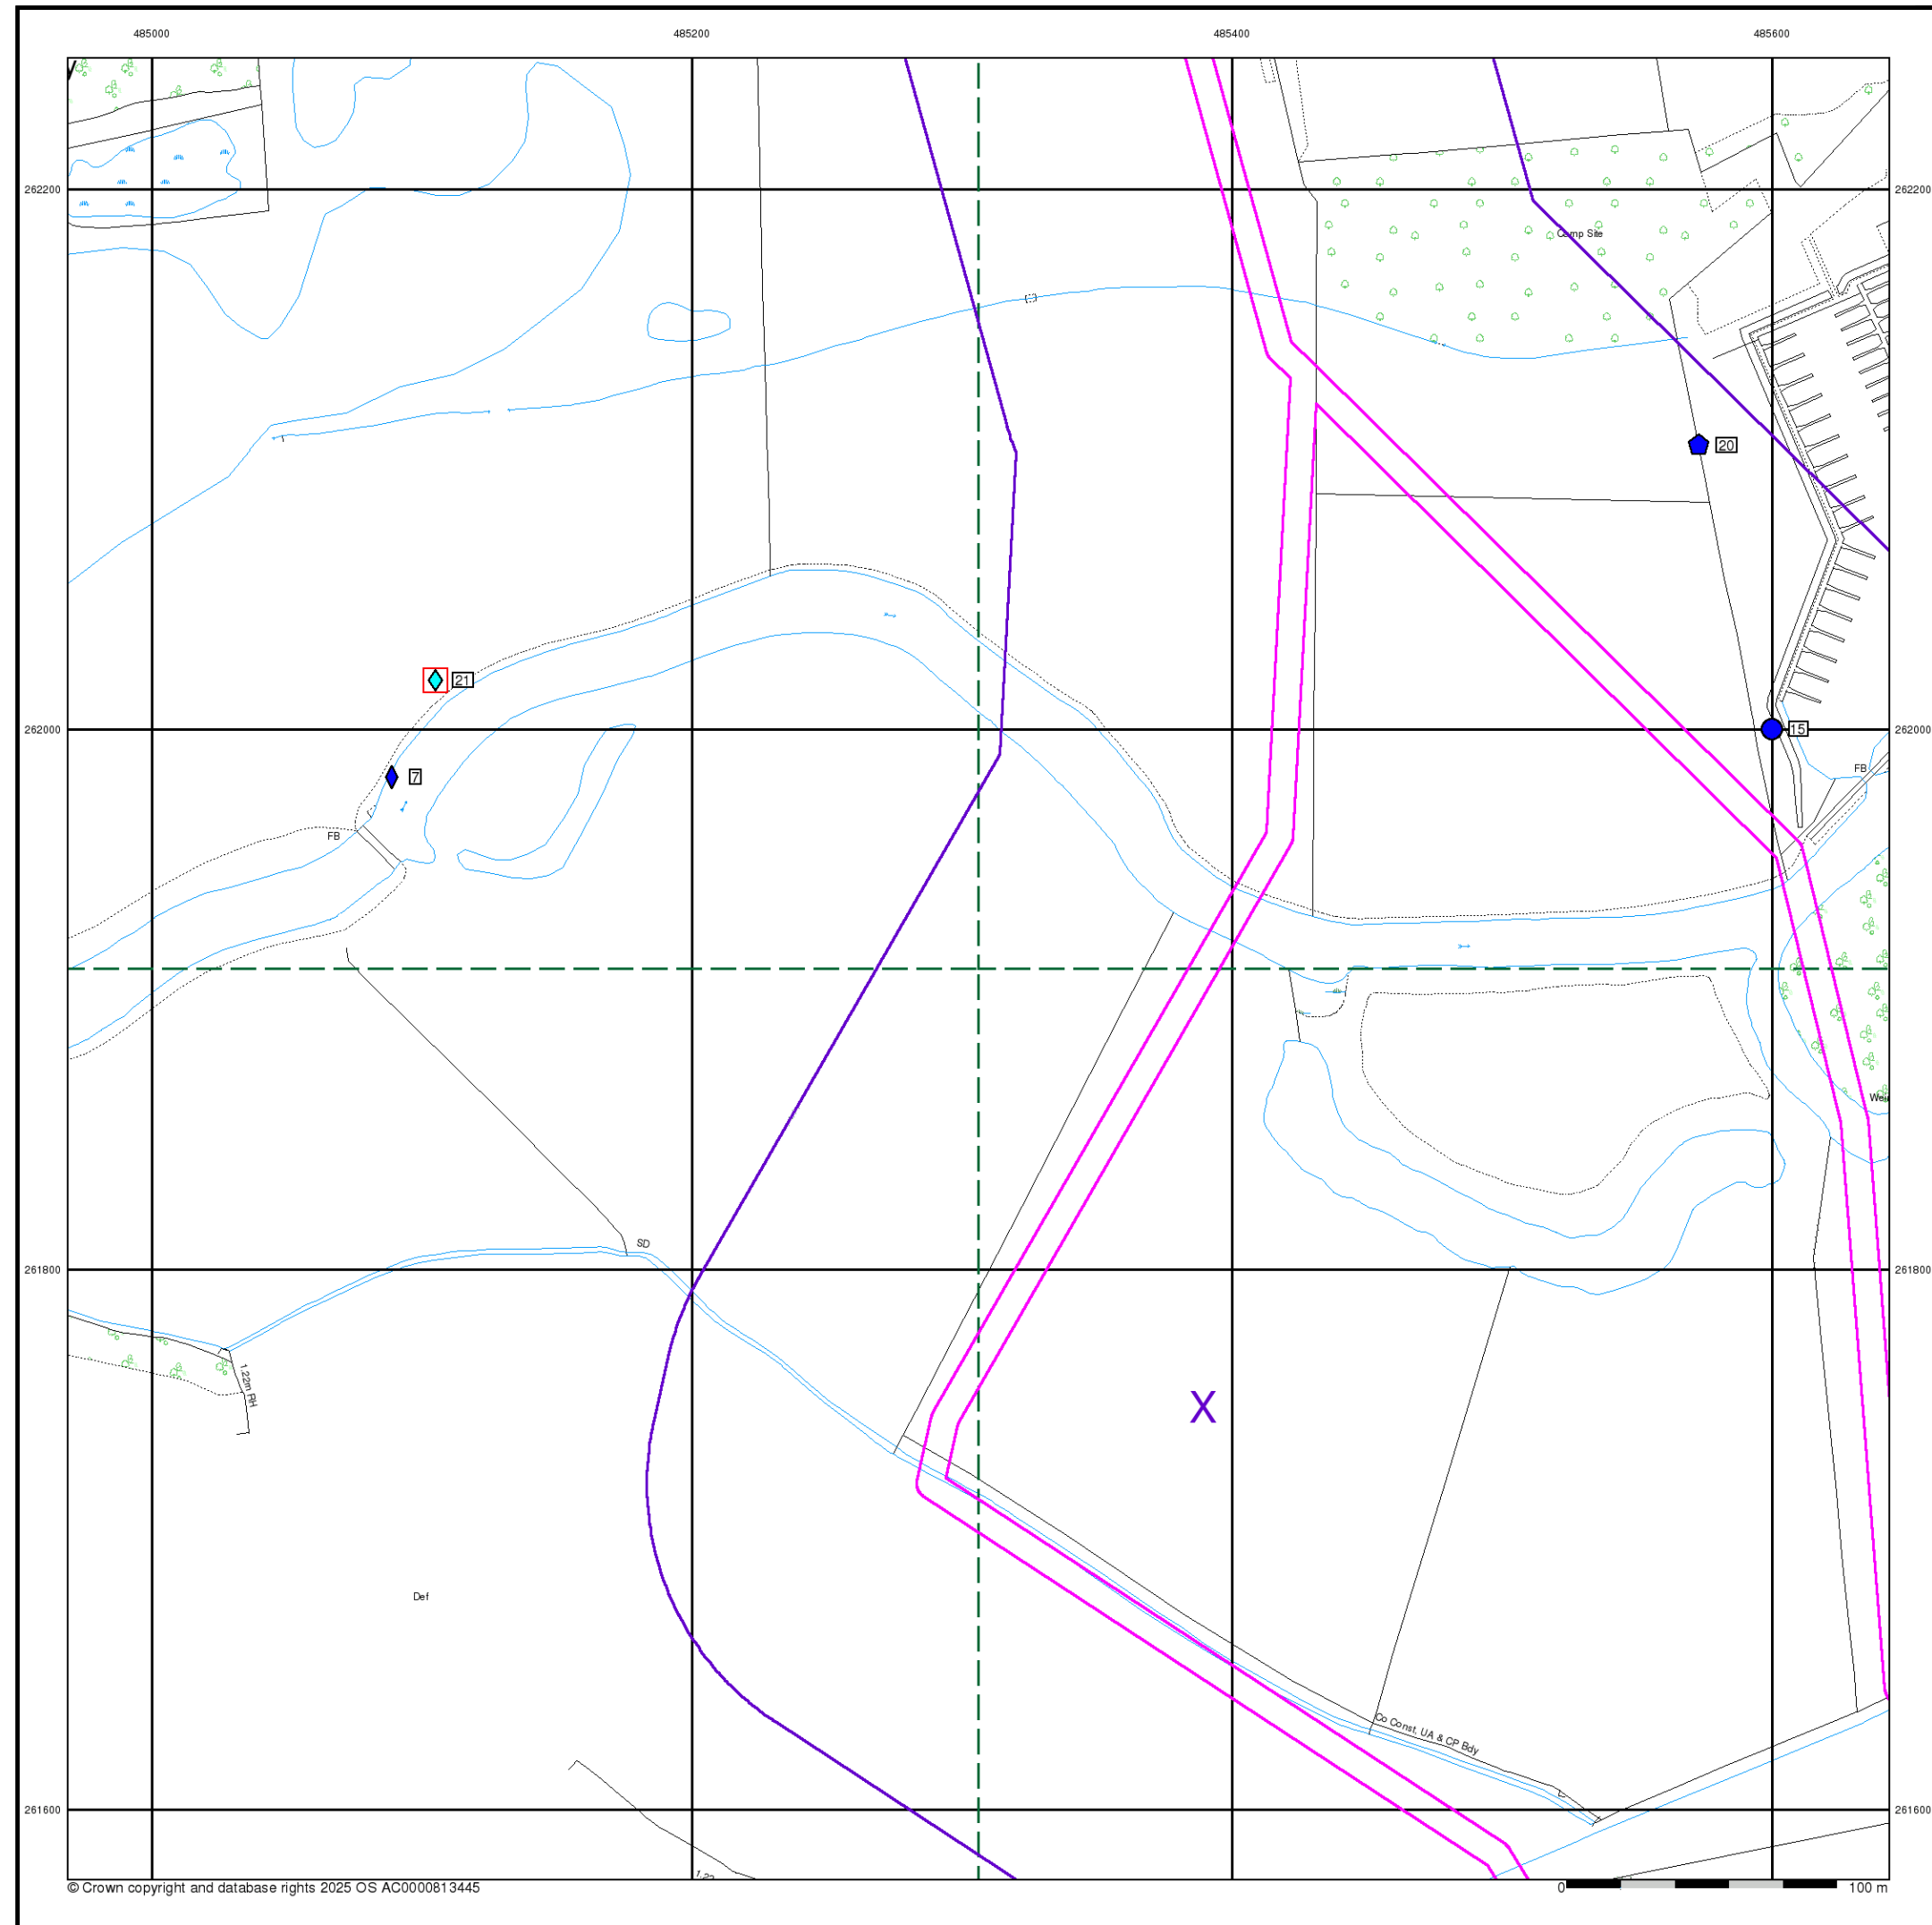 485000 485200 485400 485600
y
262200 262200
Camp Site
20
21
262000 15 262000
FB
7
FB
Weir
SD
261800 261800
1.22m RH
X
Def
Co Const, UA & CP Bdy
261600 261600
© Crown copyright and database rights 2025 OS AC0000813445
0 100 m